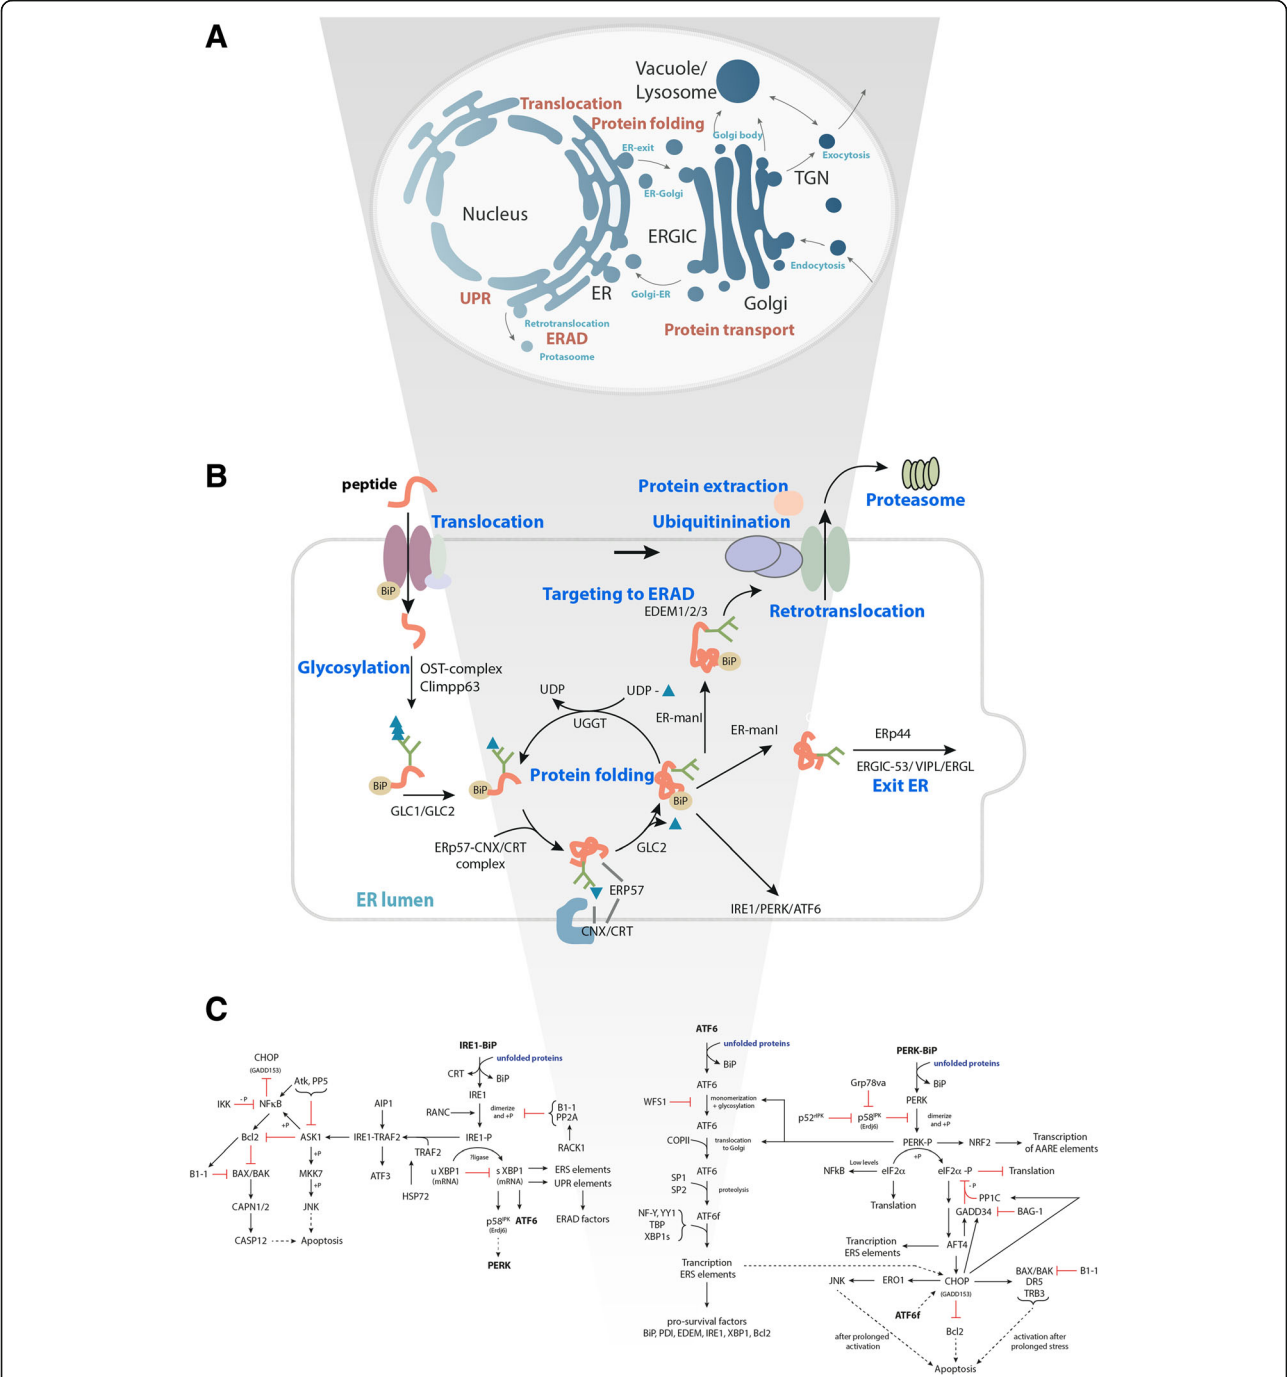 A
Vacuole/
Lysosome
Translocation
Protein folding
Golgi body
ER-exit
Exocytosis
TGN
ER-Golgi
Nucleus
ERGIC
Endocytosis
UPR
ER
Golgi-ER
Golgi
Retrotranslocation
ERAD
Protasoome
Protein transport
B
peptide
Translocation
BiP
Protein extraction
Ubiquitinination
Proteasome
Targeting to ERAD
EDEM1/2/3
Retrotranslocation
BiP
Glycosylation
OST-complex
Climpp63
UDP
UDP -
UGGT
ER-manI
ER-manI
ERp44
ERGIC-53/ VIPL/ERGL
Exit ER
Protein folding
BiP
BiP
BiP
GLC1/GLC2
ERp57-CNX/CRT
complex
GLC2
ERP57
CNX/CRT
IRE1/PERK/ATF6
ER lumen
C
CHOP
(GADD153)
Atk, PP5
IKK
- P
NFκB
+P
Bcl2
ASK1
B1-1
BAX/BAK
+P
MKK7
+P
CAPN1/2
JNK
CASP12
Apoptosis
AIP1
IRE1-TRAF2
ATF3
TRAF2
HSP72
IRE1-BiP
unfolded proteins
CRT
BiP
IRE1
RANC
dimerize
and +P
B1-1
PP2A
RACK1
IRE1-P
?ligase
u XBP1
(mRNA)
s XBP1
(mRNA)
ERS elements
UPR elements
ERAD factors
p58IPK
(Erdj6)
ATF6
PERK
ATF6
unfolded proteins
BiP
ATF6
WFS1
monomerization
+ glycosylation
ATF6
COPII
translocation
to Golgi
ATF6
SP1
SP2
proteolysis
NF-Y, YY1
TBP
XBP1s
ATF6f
Trancription
ERS elements
pro-survival factors
BiP, PDI, EDEM, IRE1, XBP1, Bcl2
PERK-BiP
unfolded proteins
BiP
Grp78va
PERK
p52rIPK
p58IPK
(Erdj6)
dimerize
and +P
PERK-P
NRF2
Transcription
of AARE elements
+P
NFkB
Low levels
eIF2α
eIF2α -P
Translation
- P
PP1C
Translation
GADD34
BAG-1
Trancription
ERS elements
AFT4
JNK
ERO1
CHOP
(GADD153)
BAX/BAK
DR5
TRB3
B1-1
ATF6f
Bcl2
after prolonged
activation
activation after
prolonged stress
Apoptosis